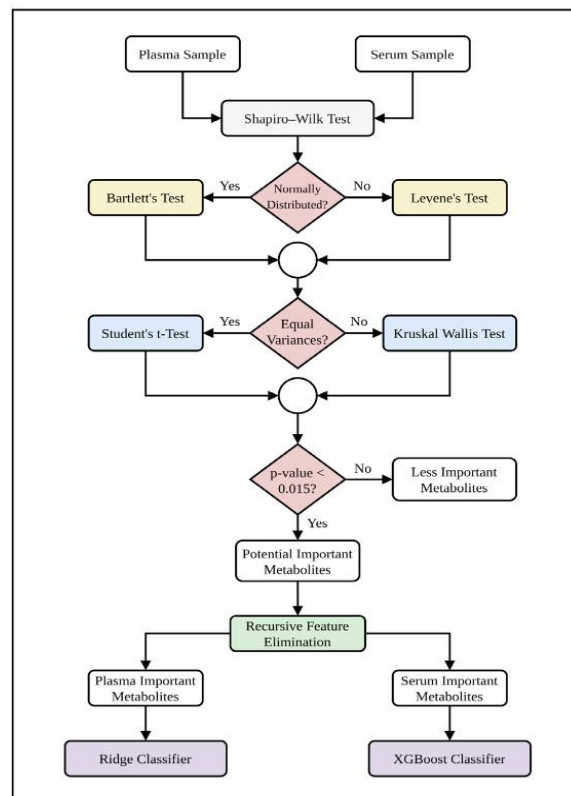 Plasma Sample
Serum Sample
Shapiro–Wilk Test
Yes
Normally
Distributed?
No
Bartlett's Test
Levene's Test
Yes
Equal
Variances?
No
Student's t-Test
Kruskal Wallis Test
p-value <
0.015?
No
Less Important
Metabolites
Yes
Potential Important
Metabolites
Recursive Feature
Elimination
Plasma Important
Metabolites
Serum Important
Metabolites
Ridge Classifier
XGBoost Classifier